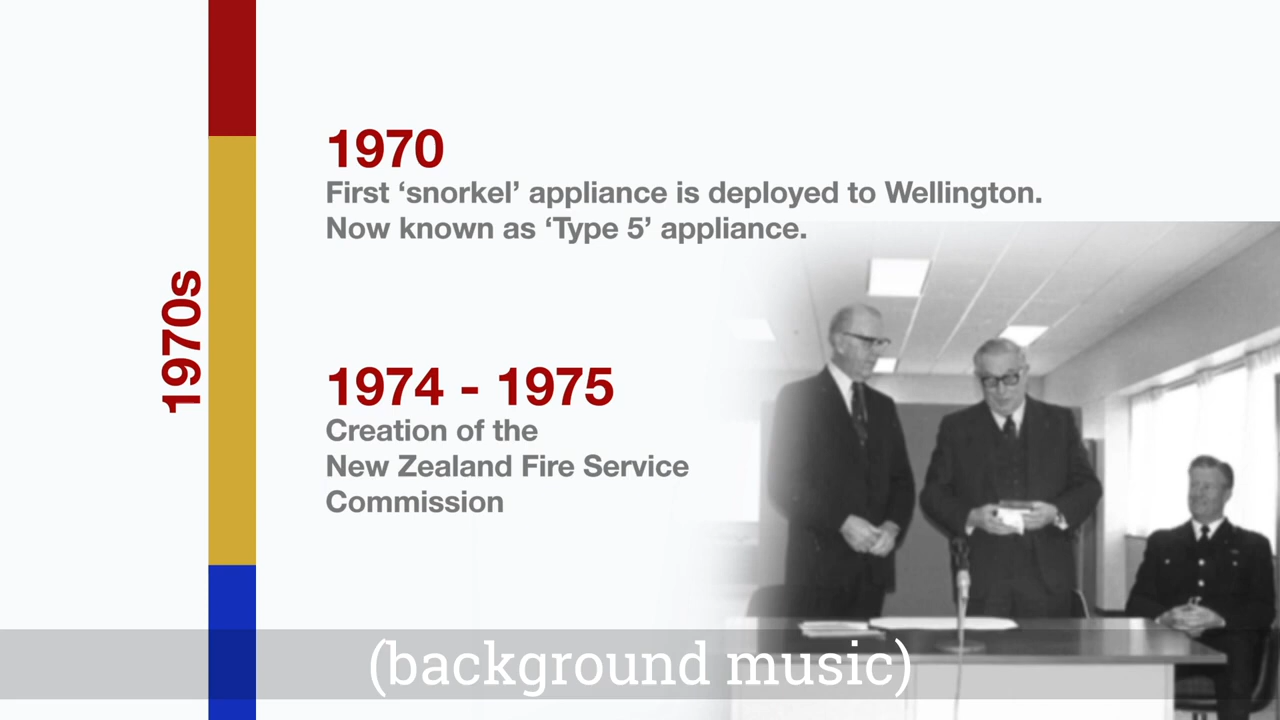 1970s
1970
First ‘snorkel’ appliance is deployed to Wellington.
Now known as ‘Type 5’ appliance.
1974 - 1975
Creation of the
New Zealand Fire Service
Commission
(background music)